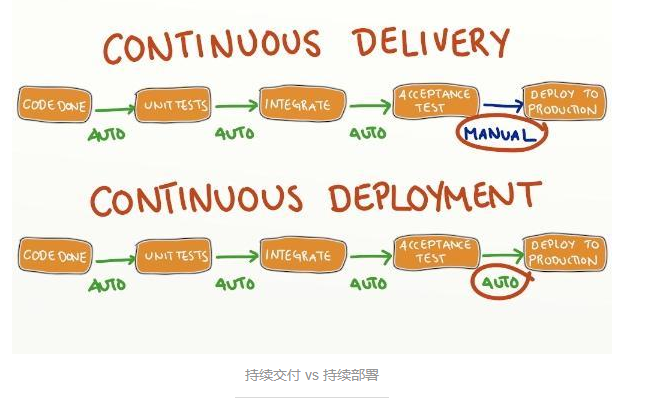 CONTINUOUS DELIVERY
CODE DONE
UNIT TESTS
INTEGRATE
ACCEPTANCE
TEST
DEPLOY TO
PRODUCTION
AUTO
AUTO
AUTO
MANUAL
CONTINUOUS DEPLOYMENT
CODE DONE
UNIT TESTS
INTEGRATE
ACCEPTANCE
TEST
DEPLOY TO
PRODUCTION
AUTO
AUTO
AUTO
AUTO
持续交付 vs 持续部署